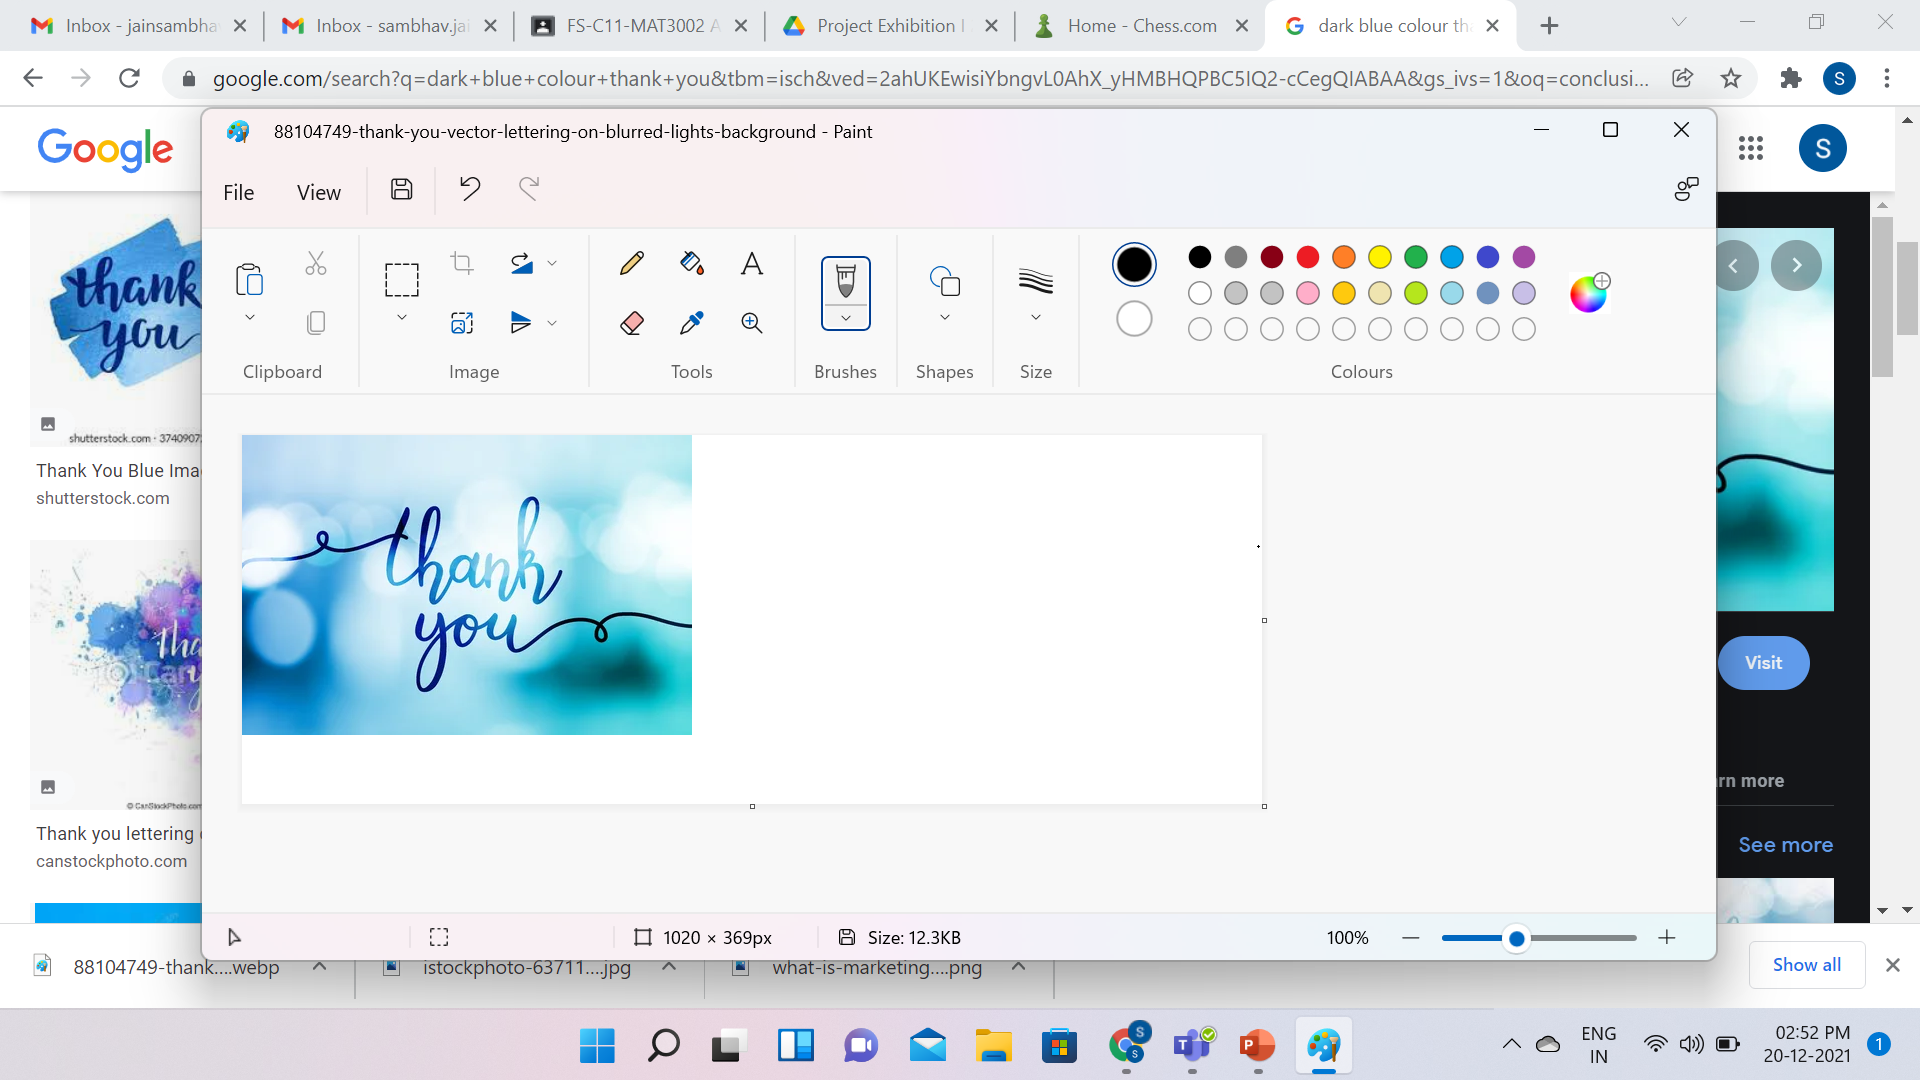 Inbox - jainsambha
Inbox - sambhav.jai
FS-C11-MAT3002 A
Project Exhibition I
Home - Chess.com
dark blue colour th
google.com/search?q=dark+blue+colour+thank+you&tbm=isch&ved=2ahUKEwisiYbngvL0AhX_yHMBHQPBC5IQ2-cCegQIABAA&gs_ivs=1&oq=conclusi...
S
Google
88104749-thank-you-vector-lettering-on-blurred-lights-background - Paint
S
File
View
Clipboard
Image
Tools
Brushes
Shapes
Size
Colours
thank
you
shutterstock.com · 3740907
Thank You Blue Ima
shutterstock.com
thank
you
Visit
© CanStockPhoto.com
Thank you lettering
canstockphoto.com
rn more
See more
1020 × 369px
Size: 12.3KB
100%
88104749-thank....webp
istockphoto-63711....jpg
what-is-marketing....png
Show all
ENG
IN
02:52 PM
20-12-2021
1